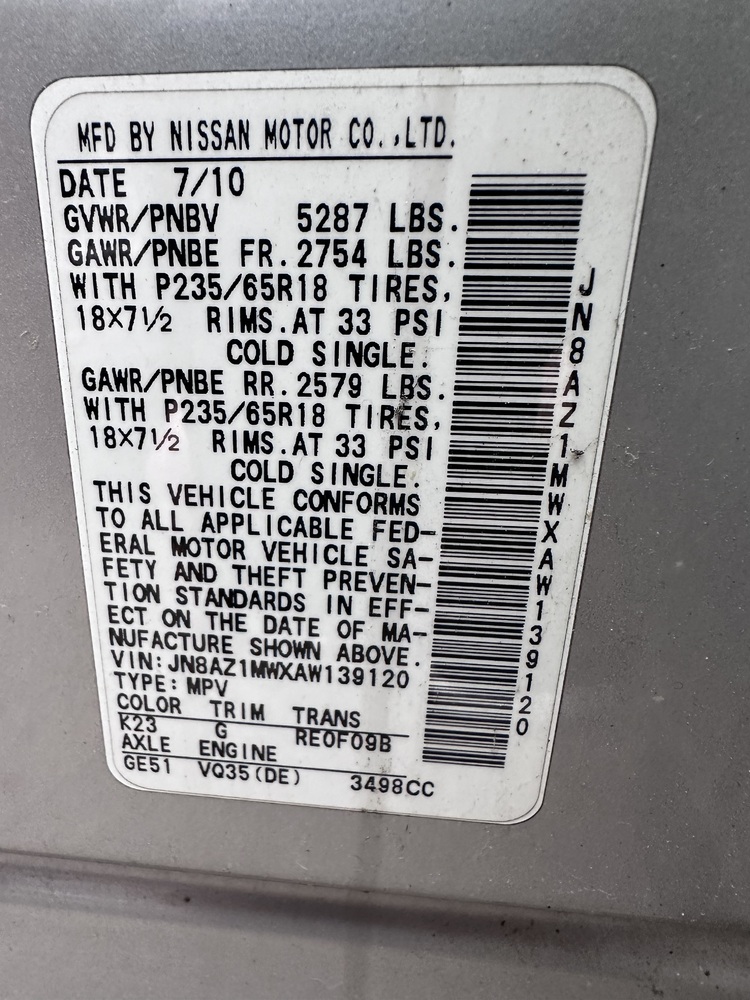 MFD BY NISSAN MOTOR CO.,LTD.
DATE 7/10
GVWR/PNBV 5287 LBS.
GAWR/PNBE FR.2754 LBS.
WITH P235/65R18 TIRES,
18X7½ RIMS.AT 33 PSI
COLD SINGLE.
GAWR/PNBE RR.2579 LBS.
WITH P235/65R18 TIRES,
18X7½ RIMS.AT 33 PSI
COLD SINGLE.
THIS VEHICLE CONFORMS
TO ALL APPLICABLE FED-
ERAL MOTOR VEHICLE SA-
FETY AND THEFT PREVEN-
TION STANDARDS IN EFF-
ECT ON THE DATE OF MA-
NUFACTURE SHOWN ABOVE.
VIN:JN8AZ1MWXAW139120
TYPE:MPV
COLOR TRIM TRANS
K23 G RE0F09B
AXLE ENGINE
GE51 VQ35(DE) 3498CC
JN8AZ1MWXAW139120